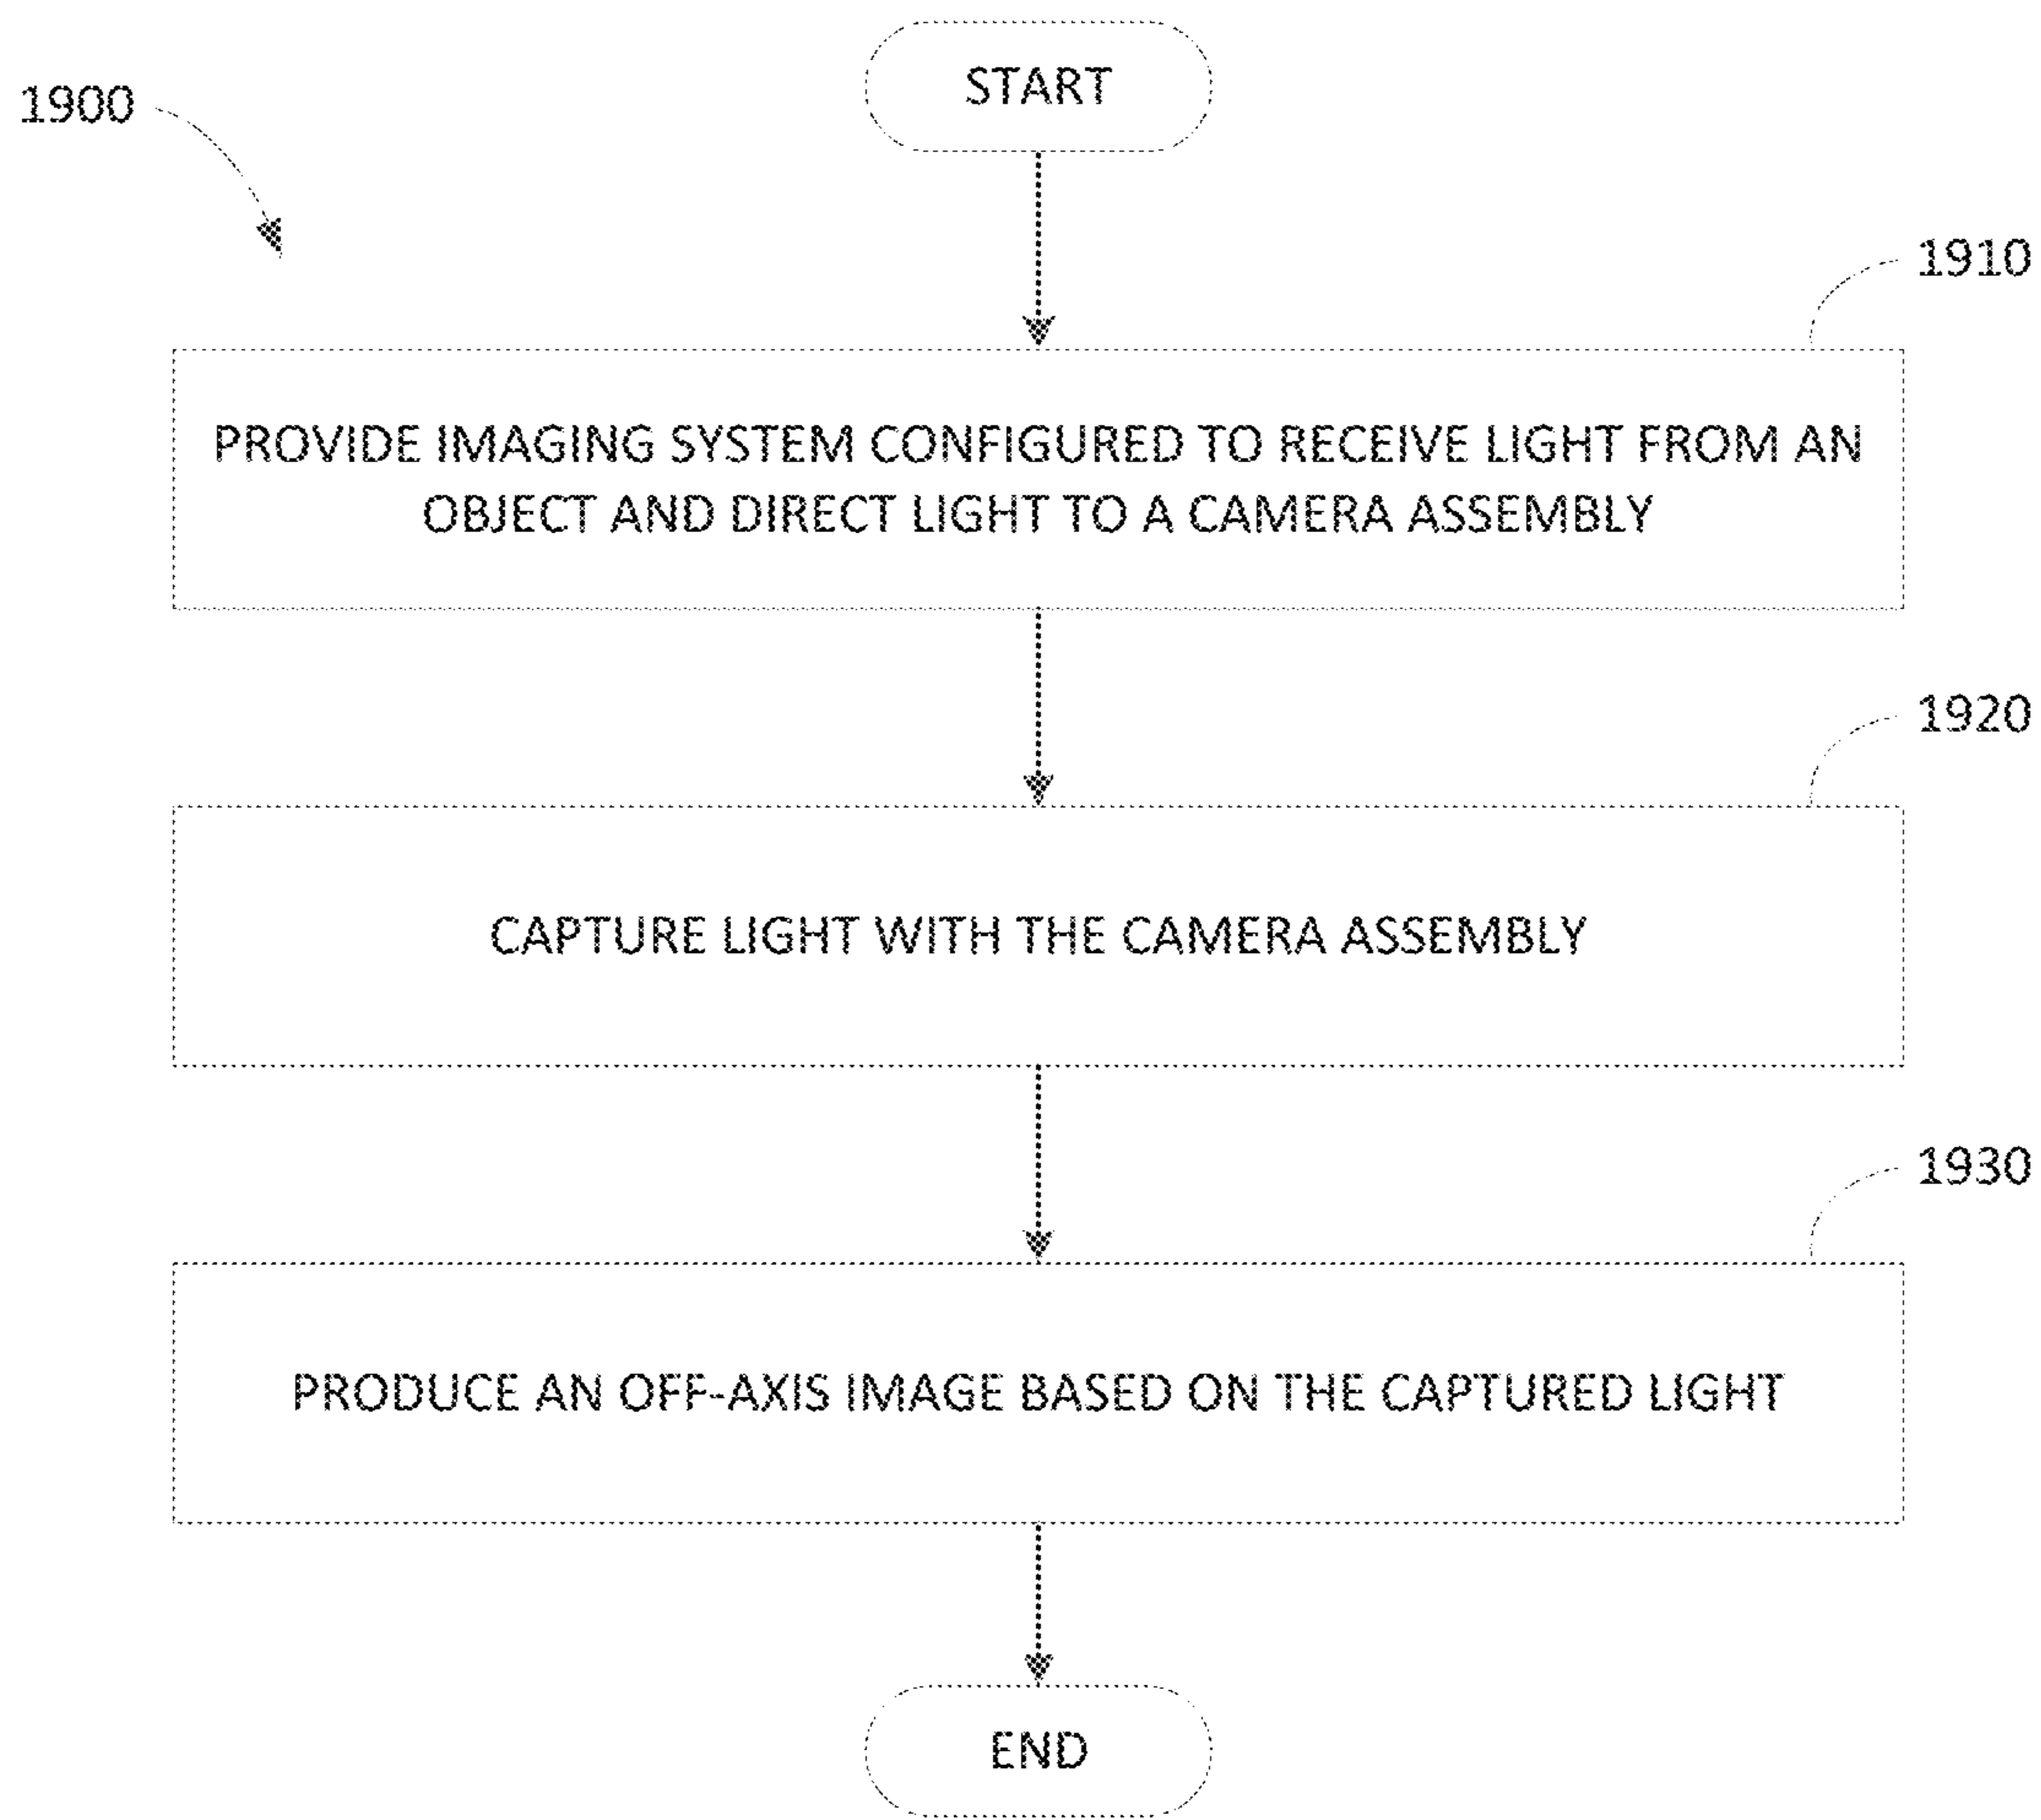 START
1900
1910
PROVIDE IMAGING SYSTEM CONFIGURED TO RECEIVE LIGHT FROM AN
OBJECT AND DIRECT LIGHT TO A CAMERA ASSEMBLY
1920
CAPTURE LIGHT WITH THE CAMERA ASSEMBLY
1930
PRODUCE AN OFF-AXIS IMAGE BASED ON THE CAPTURED LIGHT
END